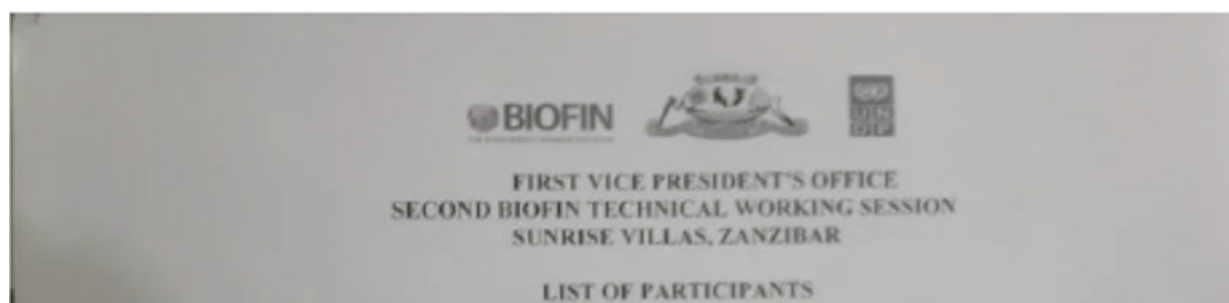 BIOFIN
FIRST VICE PRESIDENT'S OFFICE
SECOND BIOFIN TECHNICAL WORKING SESSION
SUNRISE VILLAS, ZANZIBAR
LIST OF PARTICIPANTS